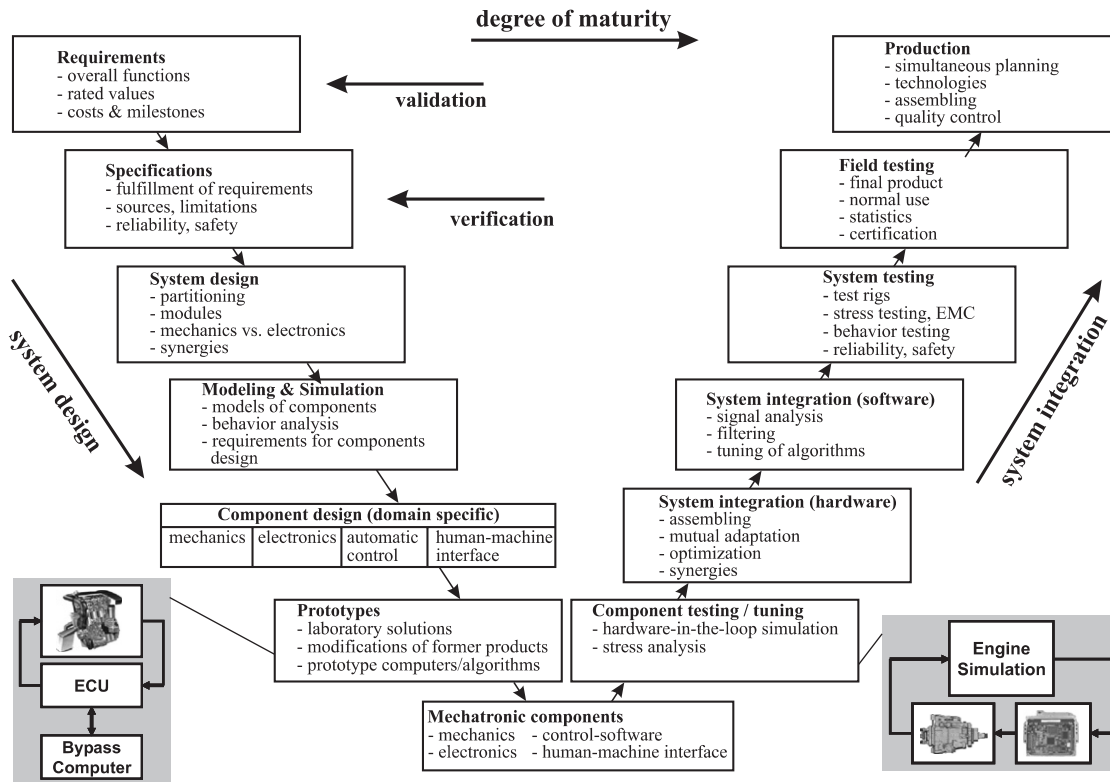 degree of maturity
Requirements
- overall functions
- rated values
- costs & milestones
validation
Specifications
- fulfillment of requirements
- sources, limitations
- reliability, safety
verification
System design
- partitioning
- modules
- mechanics vs. electronics
- synergies
system design
Modeling & Simulation
- models of components
- behavior analysis
- requirements for components
design
Component design (domain specific)
mechanics
electronics
automatic
control
human-machine
interface
Prototypes
- laboratory solutions
- modifications of former products
- prototype computers/algorithms
ECU
Bypass
Computer
Mechatronic components
- mechanics - control-software
- electronics - human-machine interface
Component testing / tuning
- hardware-in-the-loop simulation
- stress analysis
Engine
Simulation
System integration (hardware)
- assembling
- mutual adaptation
- optimization
- synergies
System integration (software)
- signal analysis
- filtering
- tuning of algorithms
system integration
System testing
- test rigs
- stress testing, EMC
- behavior testing
- reliability, safety
Field testing
- final product
- normal use
- statistics
- certification
Production
- simultaneous planning
- technologies
- assembling
- quality control